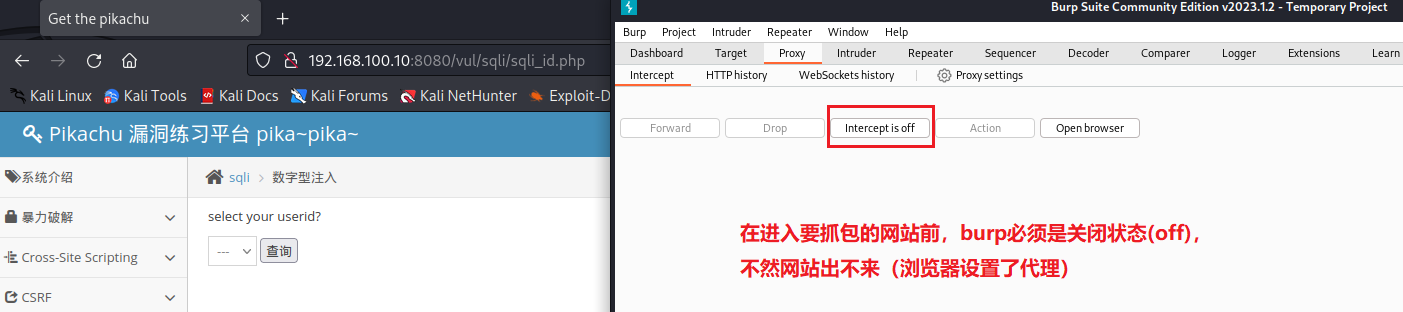 Get the pikachu
192.168.100.10:8080/vul/sqli/sqli_id.php
Kali Linux Kali Tools Kali Docs Kali Forums Kali NetHunter Exploit-D
Pikachu 漏洞练习平台 pika~pika~
系统介绍
暴力破解
Cross-Site Scripting
CSRF
sqli > 数字型注入
select your userid?
--- 查询
Burp Suite Community Edition v2023.1.2 - Temporary Project
Burp Project Intruder Repeater Window Help
Dashboard Target Proxy Intruder Repeater Sequencer Decoder Comparer Logger Extensions Learn
Intercept HTTP history WebSockets history Proxy settings
Forward Drop Intercept is off Action Open browser
在进入要抓包的网站前，burp必须是关闭状态(off)，
不然网站出不来（浏览器设置了代理）